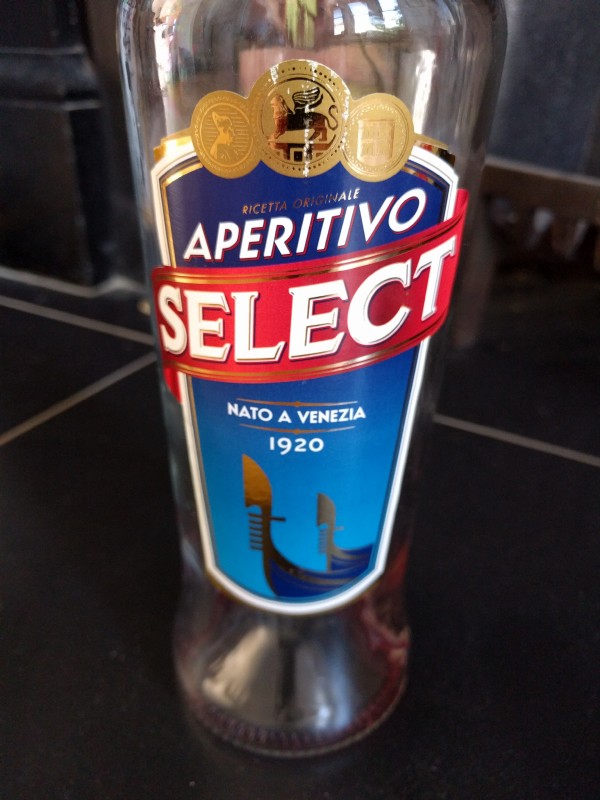 RICETTA ORIGINALE
APERITIVO
SELECT
NATO A VENEZIA
1920